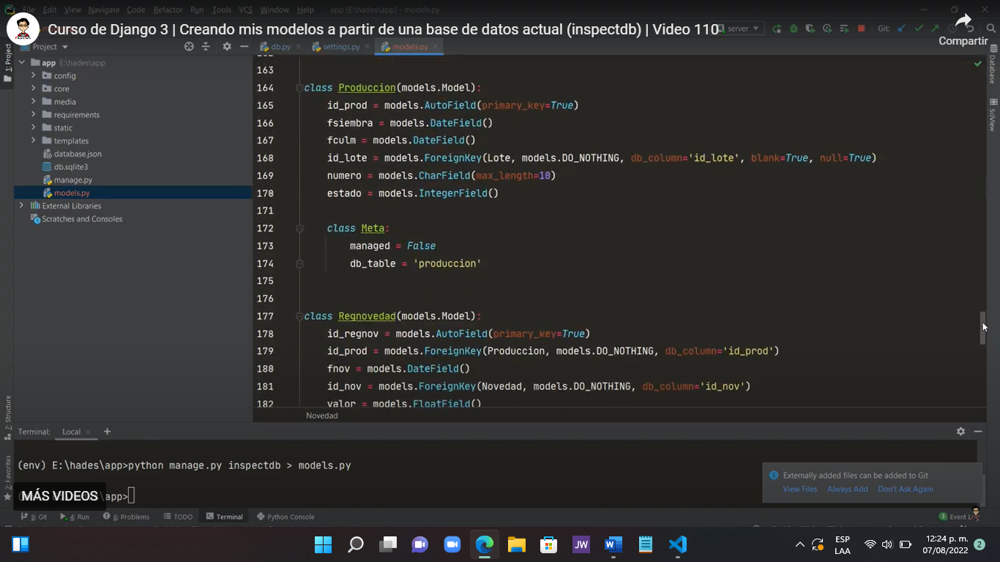 File Edit View Navigate Code Refactor Run Tools VCS Window Help app [E:\hades\app] - models.py
Curso de Django 3 | Creando mis modelos a partir de una base de datos actual (inspectdb) | Video 110
server Git:
Compartir
Project db.py settings.py models.py
1: Project
Database
SciView
app E:\hades\app
config
core
media
requirements
static
templates
database.json
db.sqlite3
manage.py
models.py
External Libraries
Scratches and Consoles
163
164 class Produccion(models.Model):
165 id_prod = models.AutoField(primary_key=True)
166 fsiembra = models.DateField()
167 fculm = models.DateField()
168 id_lote = models.ForeignKey(Lote, models.DO_NOTHING, db_column='id_lote', blank=True, null=True)
169 numero = models.CharField(max_length=10)
170 estado = models.IntegerField()
171
172 class Meta:
173 managed = False
174 db_table = 'produccion'
175
176
177 class Regnovedad(models.Model):
178 id_regnov = models.AutoField(primary_key=True)
179 id_prod = models.ForeignKey(Produccion, models.DO_NOTHING, db_column='id_prod')
180 fnov = models.DateField()
181 id_nov = models.ForeignKey(Novedad, models.DO_NOTHING, db_column='id_nov')
182 valor = models.FloatField()
Novedad
7: Structure
2: Favorites
Terminal: Local
(env) E:\hades\app>python manage.py inspectdb > models.py
MÁS VIDEOS
\app>
Externally added files can be added to Git
View Files Always Add Don't Ask Again
9: Git 4: Run 6: Problems TODO Terminal Python Console
3 Event
JW
ESP
LAA
12:24 p. m.
07/08/2022
2